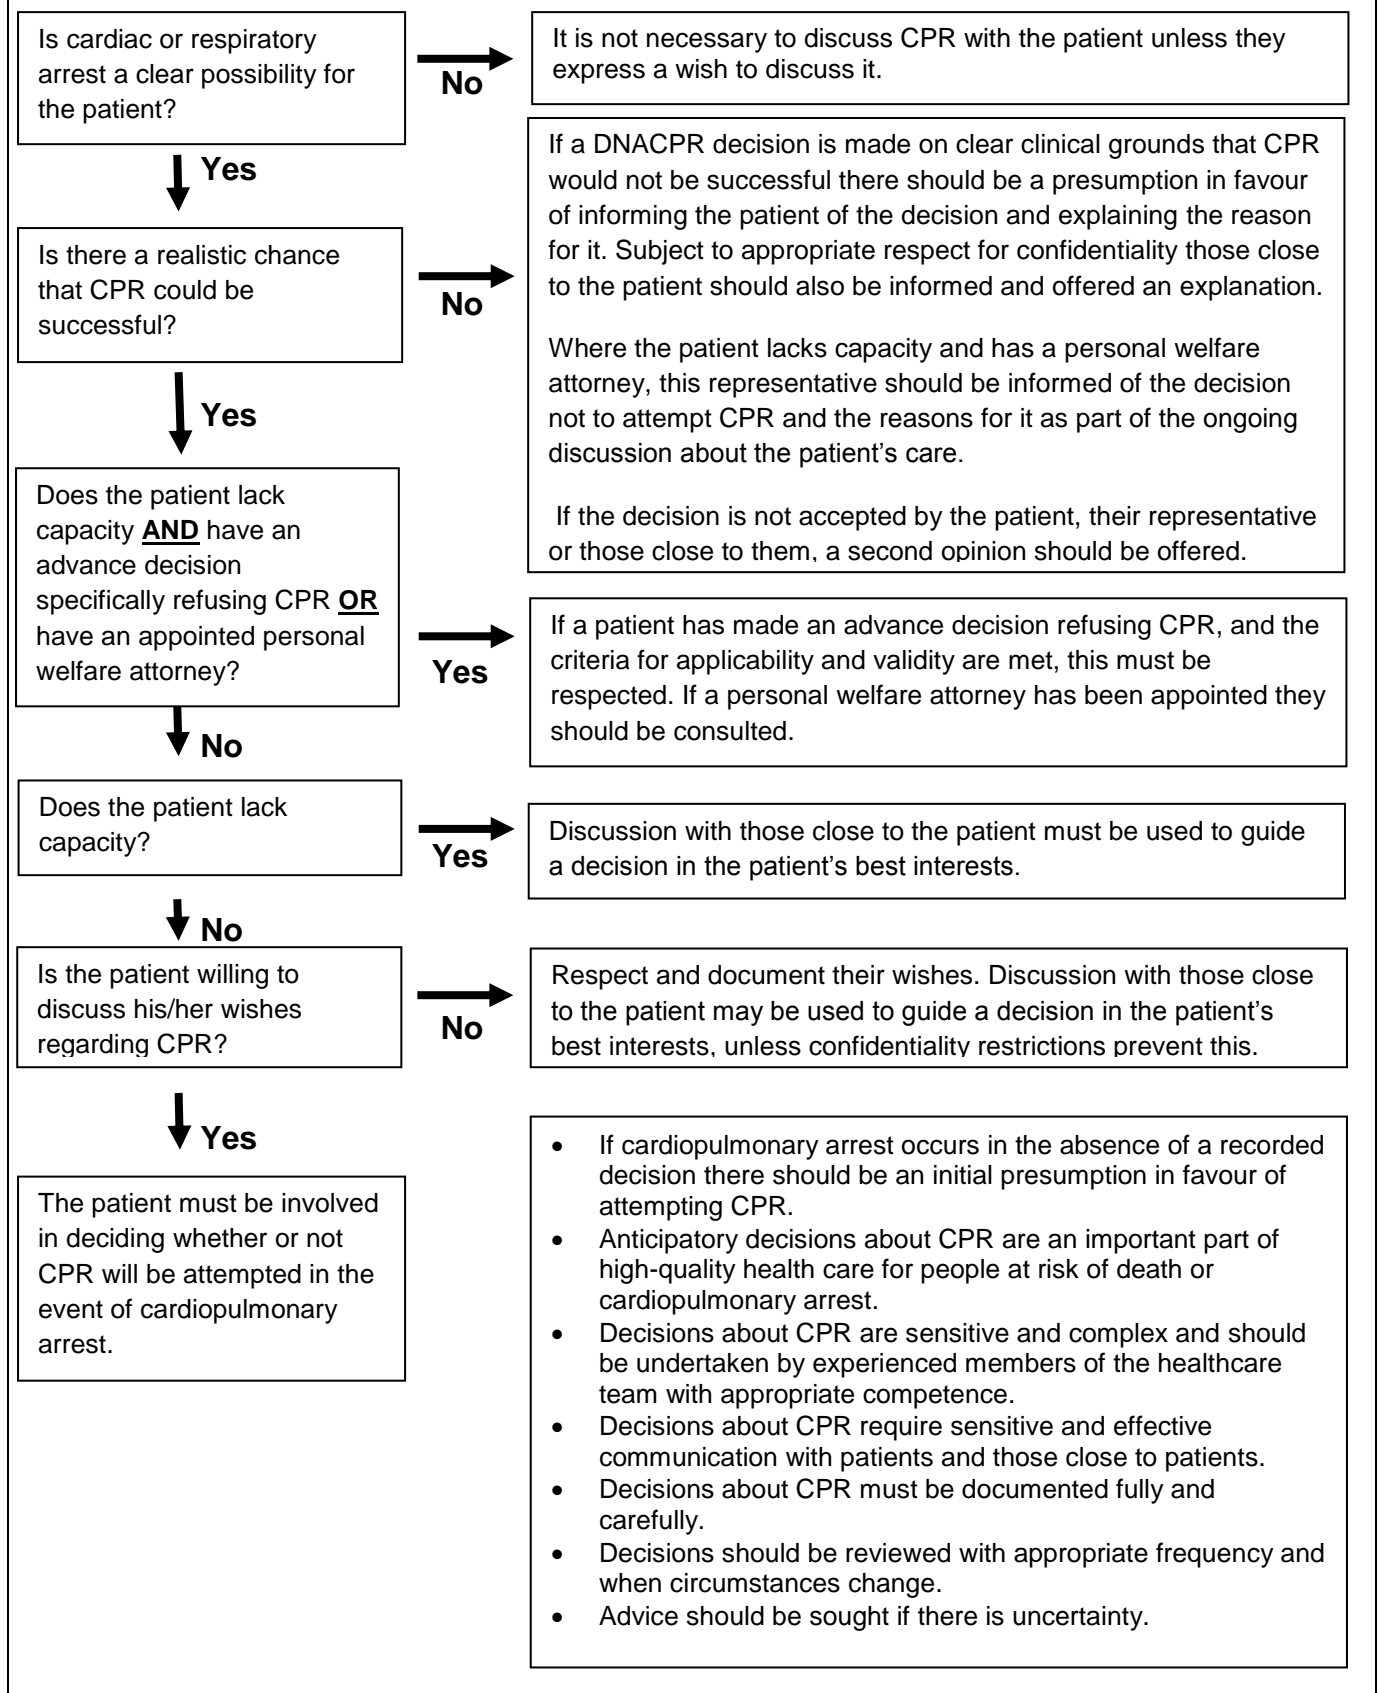 Is cardiac or respiratory
arrest a clear possibility for
the patient?
No
It is not necessary to discuss CPR with the patient unless they
express a wish to discuss it.
Yes
Is there a realistic chance
that CPR could be
successful?
No
If a DNACPR decision is made on clear clinical grounds that CPR
would not be successful there should be a presumption in favour
of informing the patient of the decision and explaining the reason
for it. Subject to appropriate respect for confidentiality those close
to the patient should also be informed and offered an explanation.
Where the patient lacks capacity and has a personal welfare
attorney, this representative should be informed of the decision
not to attempt CPR and the reasons for it as part of the ongoing
discussion about the patient’s care.
If the decision is not accepted by the patient, their representative
or those close to them, a second opinion should be offered.
Yes
Does the patient lack
capacity AND have an
advance decision
specifically refusing CPR OR
have an appointed personal
welfare attorney?
Yes
If a patient has made an advance decision refusing CPR, and the
criteria for applicability and validity are met, this must be
respected. If a personal welfare attorney has been appointed they
should be consulted.
No
Does the patient lack
capacity?
Yes
Discussion with those close to the patient must be used to guide
a decision in the patient’s best interests.
No
Is the patient willing to
discuss his/her wishes
regarding CPR?
No
Respect and document their wishes. Discussion with those close
to the patient may be used to guide a decision in the patient’s
best interests, unless confidentiality restrictions prevent this.
Yes
The patient must be involved
in deciding whether or not
CPR will be attempted in the
event of cardiopulmonary
arrest.
• If cardiopulmonary arrest occurs in the absence of a recorded
decision there should be an initial presumption in favour of
attempting CPR.
• Anticipatory decisions about CPR are an important part of
high-quality health care for people at risk of death or
cardiopulmonary arrest.
• Decisions about CPR are sensitive and complex and should
be undertaken by experienced members of the healthcare
team with appropriate competence.
• Decisions about CPR require sensitive and effective
communication with patients and those close to patients.
• Decisions about CPR must be documented fully and
carefully.
• Decisions should be reviewed with appropriate frequency and
when circumstances change.
• Advice should be sought if there is uncertainty.